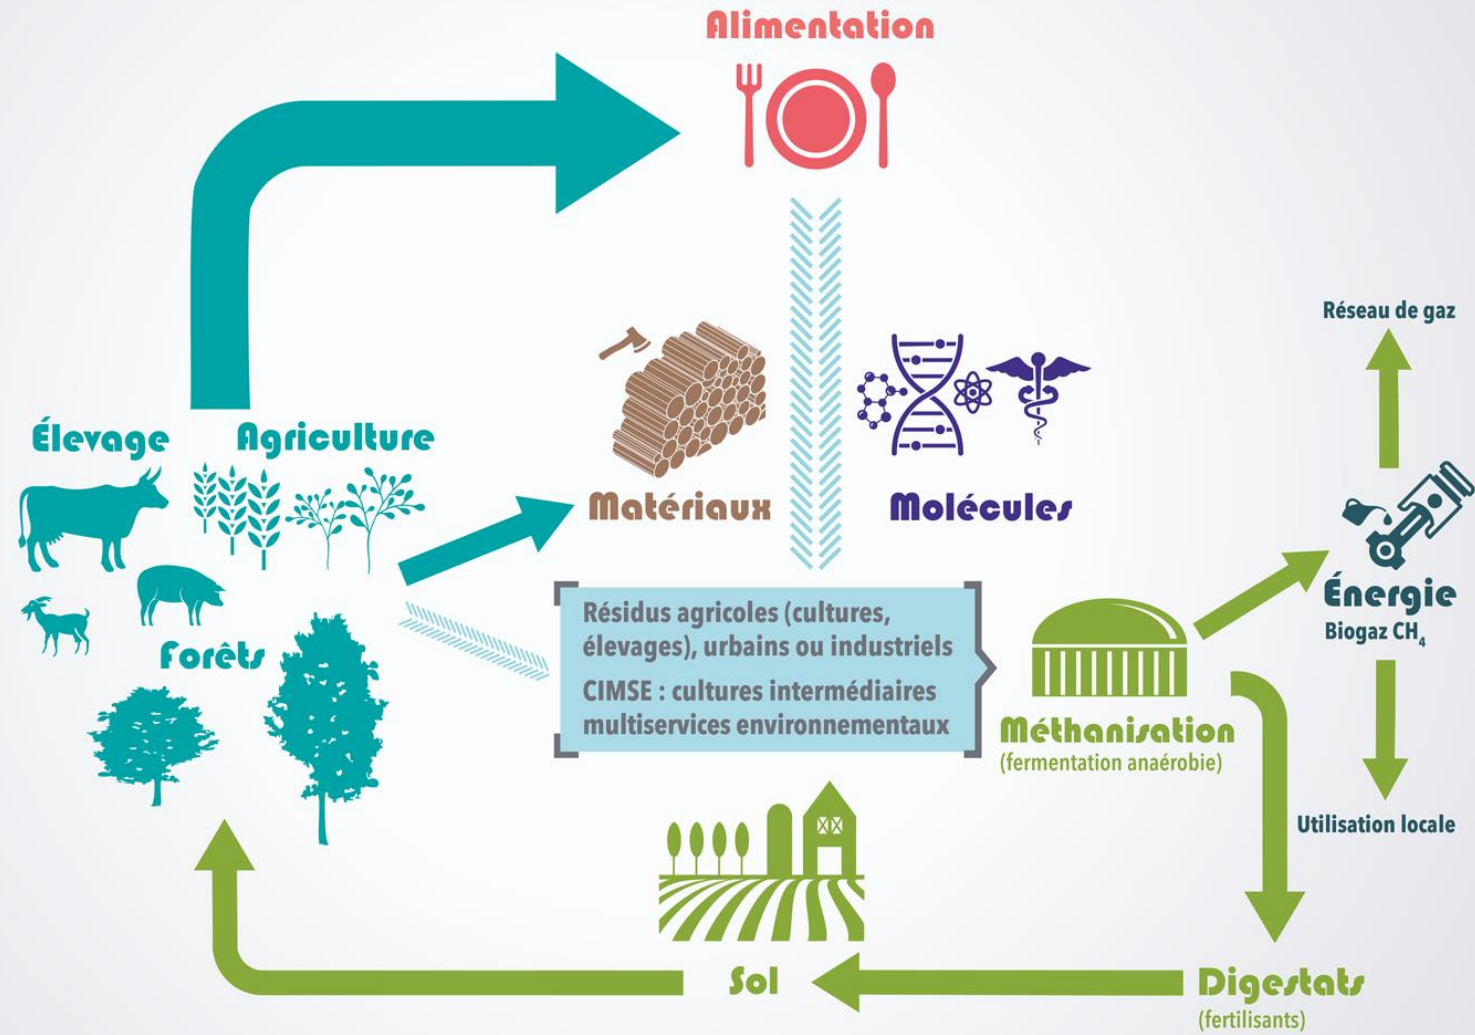 Alimentation
Réseau de gaz
Élevage
Agriculture
Matériaux
Molécules
Forêts
Résidus agricoles (cultures,
élevages), urbains ou industriels
CIMSE : cultures intermédiaires
multiservices environnementaux
Énergie
Biogaz CH₄
Méthanisation
(fermentation anaérobie)
Utilisation locale
Sol
Digestats
(fertilisants)